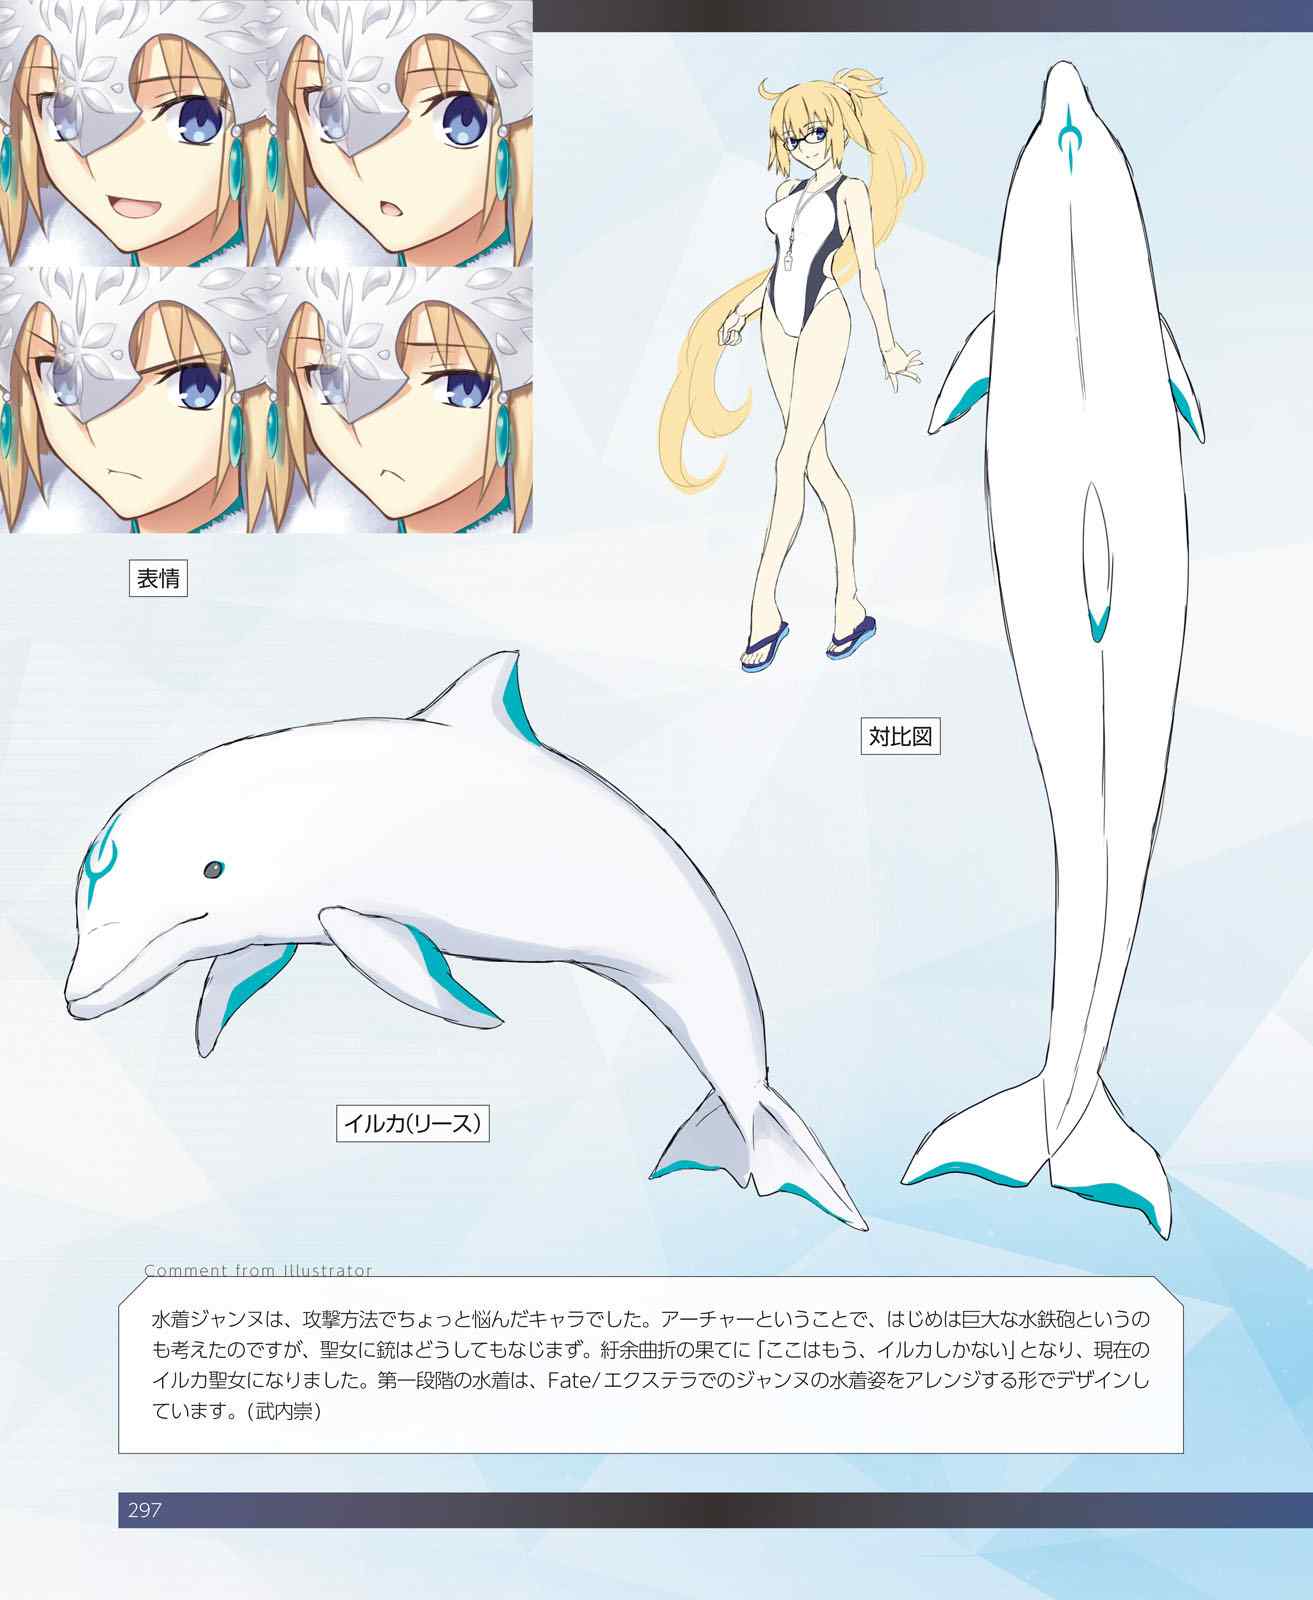 表情
対比図
イルカ(リース)
Comment from Illustrator
水着ジャンヌは、攻撃方法でちょっと悩んだキャラでした。アーチャーということで、はじめは巨大な水鉄砲というの
も考えたのですが、聖女に銃はどうしてもなじまず。紆余曲折の果てに「ここはもう、イルカしかない」となり、現在の
イルカ聖女になりました。第一段階の水着は、Fate/エクステラでのジャンヌの水着姿をアレンジする形でデザインし
ています。(武内崇)
297